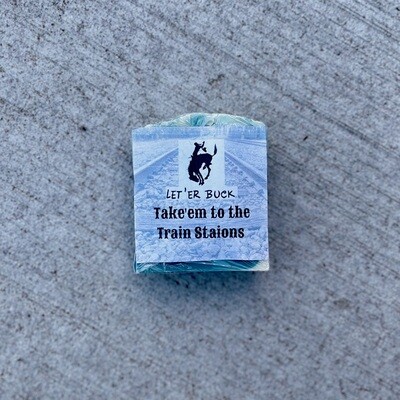 LET'ER BUCK
Take'em to the
Train Staions